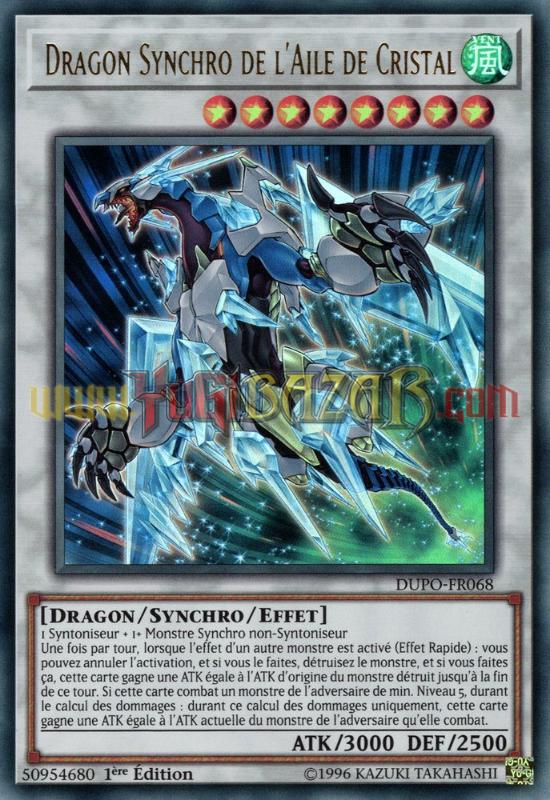 Dragon Synchro de l'Aile de Cristal
VENT
風
www.YUGIBAZAR.com
DUPO-FR068
[Dragon/Synchro/Effet]
1 Syntoniseur + 1+ Monstre Synchro non-Syntoniseur
Une fois par tour, lorsque l'effet d'un autre monstre est activé (Effet Rapide) : vous
pouvez annuler l'activation, et si vous le faites, détruisez le monstre, et si vous faites
ça, cette carte gagne une ATK égale à l'ATK d'origine du monstre détruit jusqu'à la fin
de ce tour. Si cette carte combat un monstre de l'adversaire de min. Niveau 5, durant
le calcul des dommages : durant ce calcul des dommages uniquement, cette carte
gagne une ATK égale à l'ATK actuelle du monstre de l'adversaire qu'elle combat.
ATK/3000 DEF/2500
50954680 1ère Édition ©1996 KAZUKI TAKAHASHI